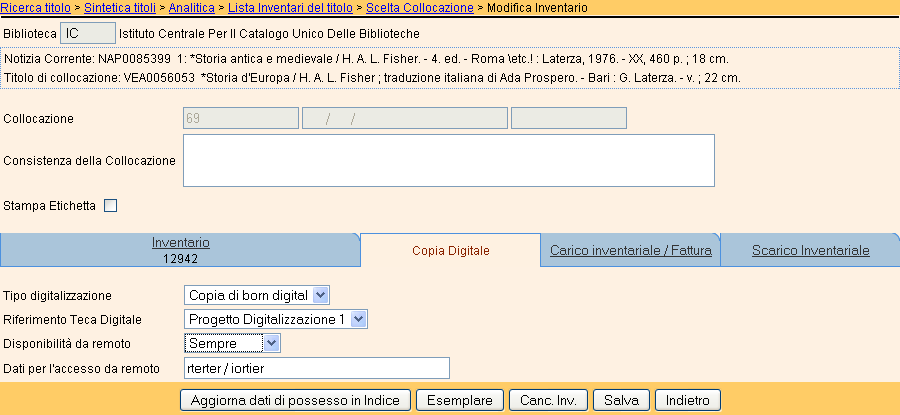 Ricerca titolo > Sintetica titoli > Analitica > Lista Inventari del titolo > Scelta Collocazione > Modifica Inventario
Biblioteca IC Istituto Centrale Per Il Catalogo Unico Delle Biblioteche
Notizia Corrente: NAP0085399 1: *Storia antica e medievale / H. A. L. Fisher. - 4. ed. - Roma \etc.! : Laterza, 1976. - XX, 460 p. ; 18 cm.
Titolo di collocazione: VEA0056053 *Storia d'Europa / H. A. L. Fisher ; traduzione italiana di Ada Prospero. - Bari : G. Laterza. - v. ; 22 cm.
Collocazione 69 / /
Consistenza della Collocazione
Stampa Etichetta
Inventario Copia Digitale Carico inventariale / Fattura Scarico Inventariale
12942
Tipo digitalizzazione Copia di born digital
Riferimento Teca Digitale Progetto Digitalizzazione 1
Disponibilità da remoto Sempre
Dati per l'accesso da remoto rterter / iortier
Aggiorna dati di possesso in Indice Esemplare Canc. Inv. Salva Indietro